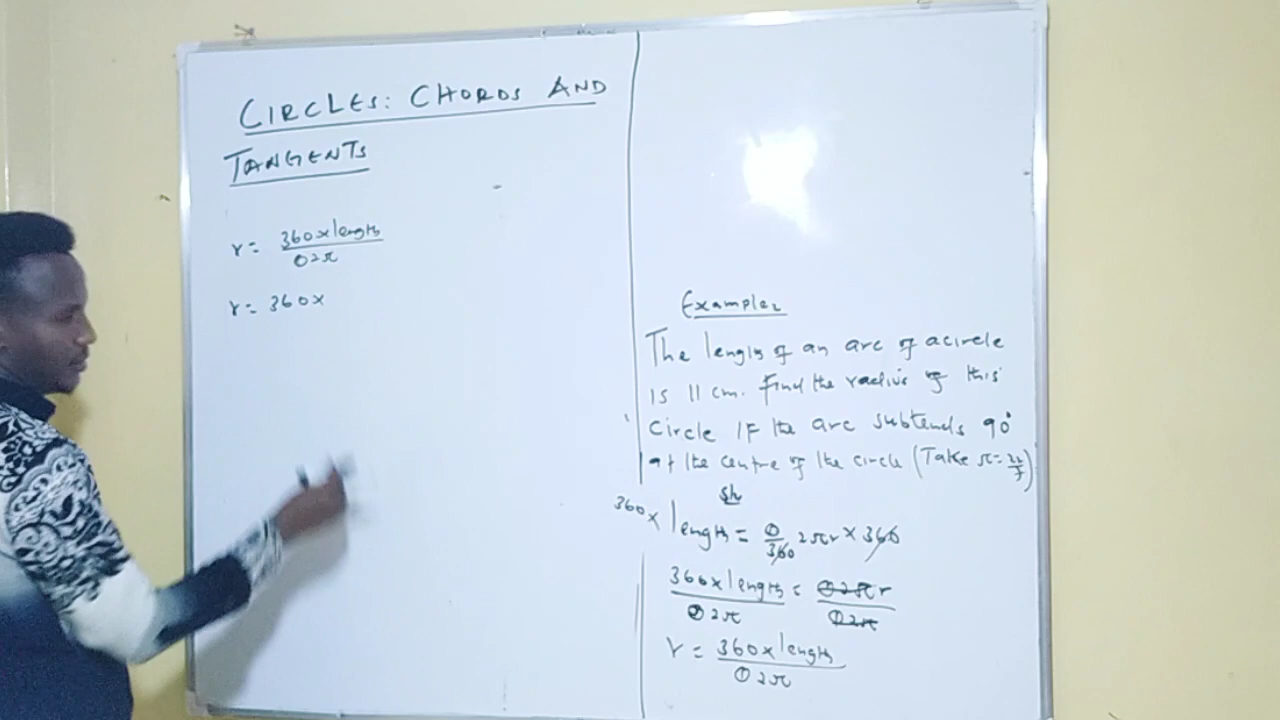 CIRCLES: CHORDS AND
TANGENTS
r = 360 x length / θ2π
r = 360 x
Example2
The length of an arc of a circle
is 11 cm. Find the radius of this
circle if the arc subtends 90°
at the centre of the circle (Take π = 22/7)
Sln
360 x length = θ/360 2πr x 360
360 x length / θ2π = θ2πr / θ2π
r = 360 x length / θ2π